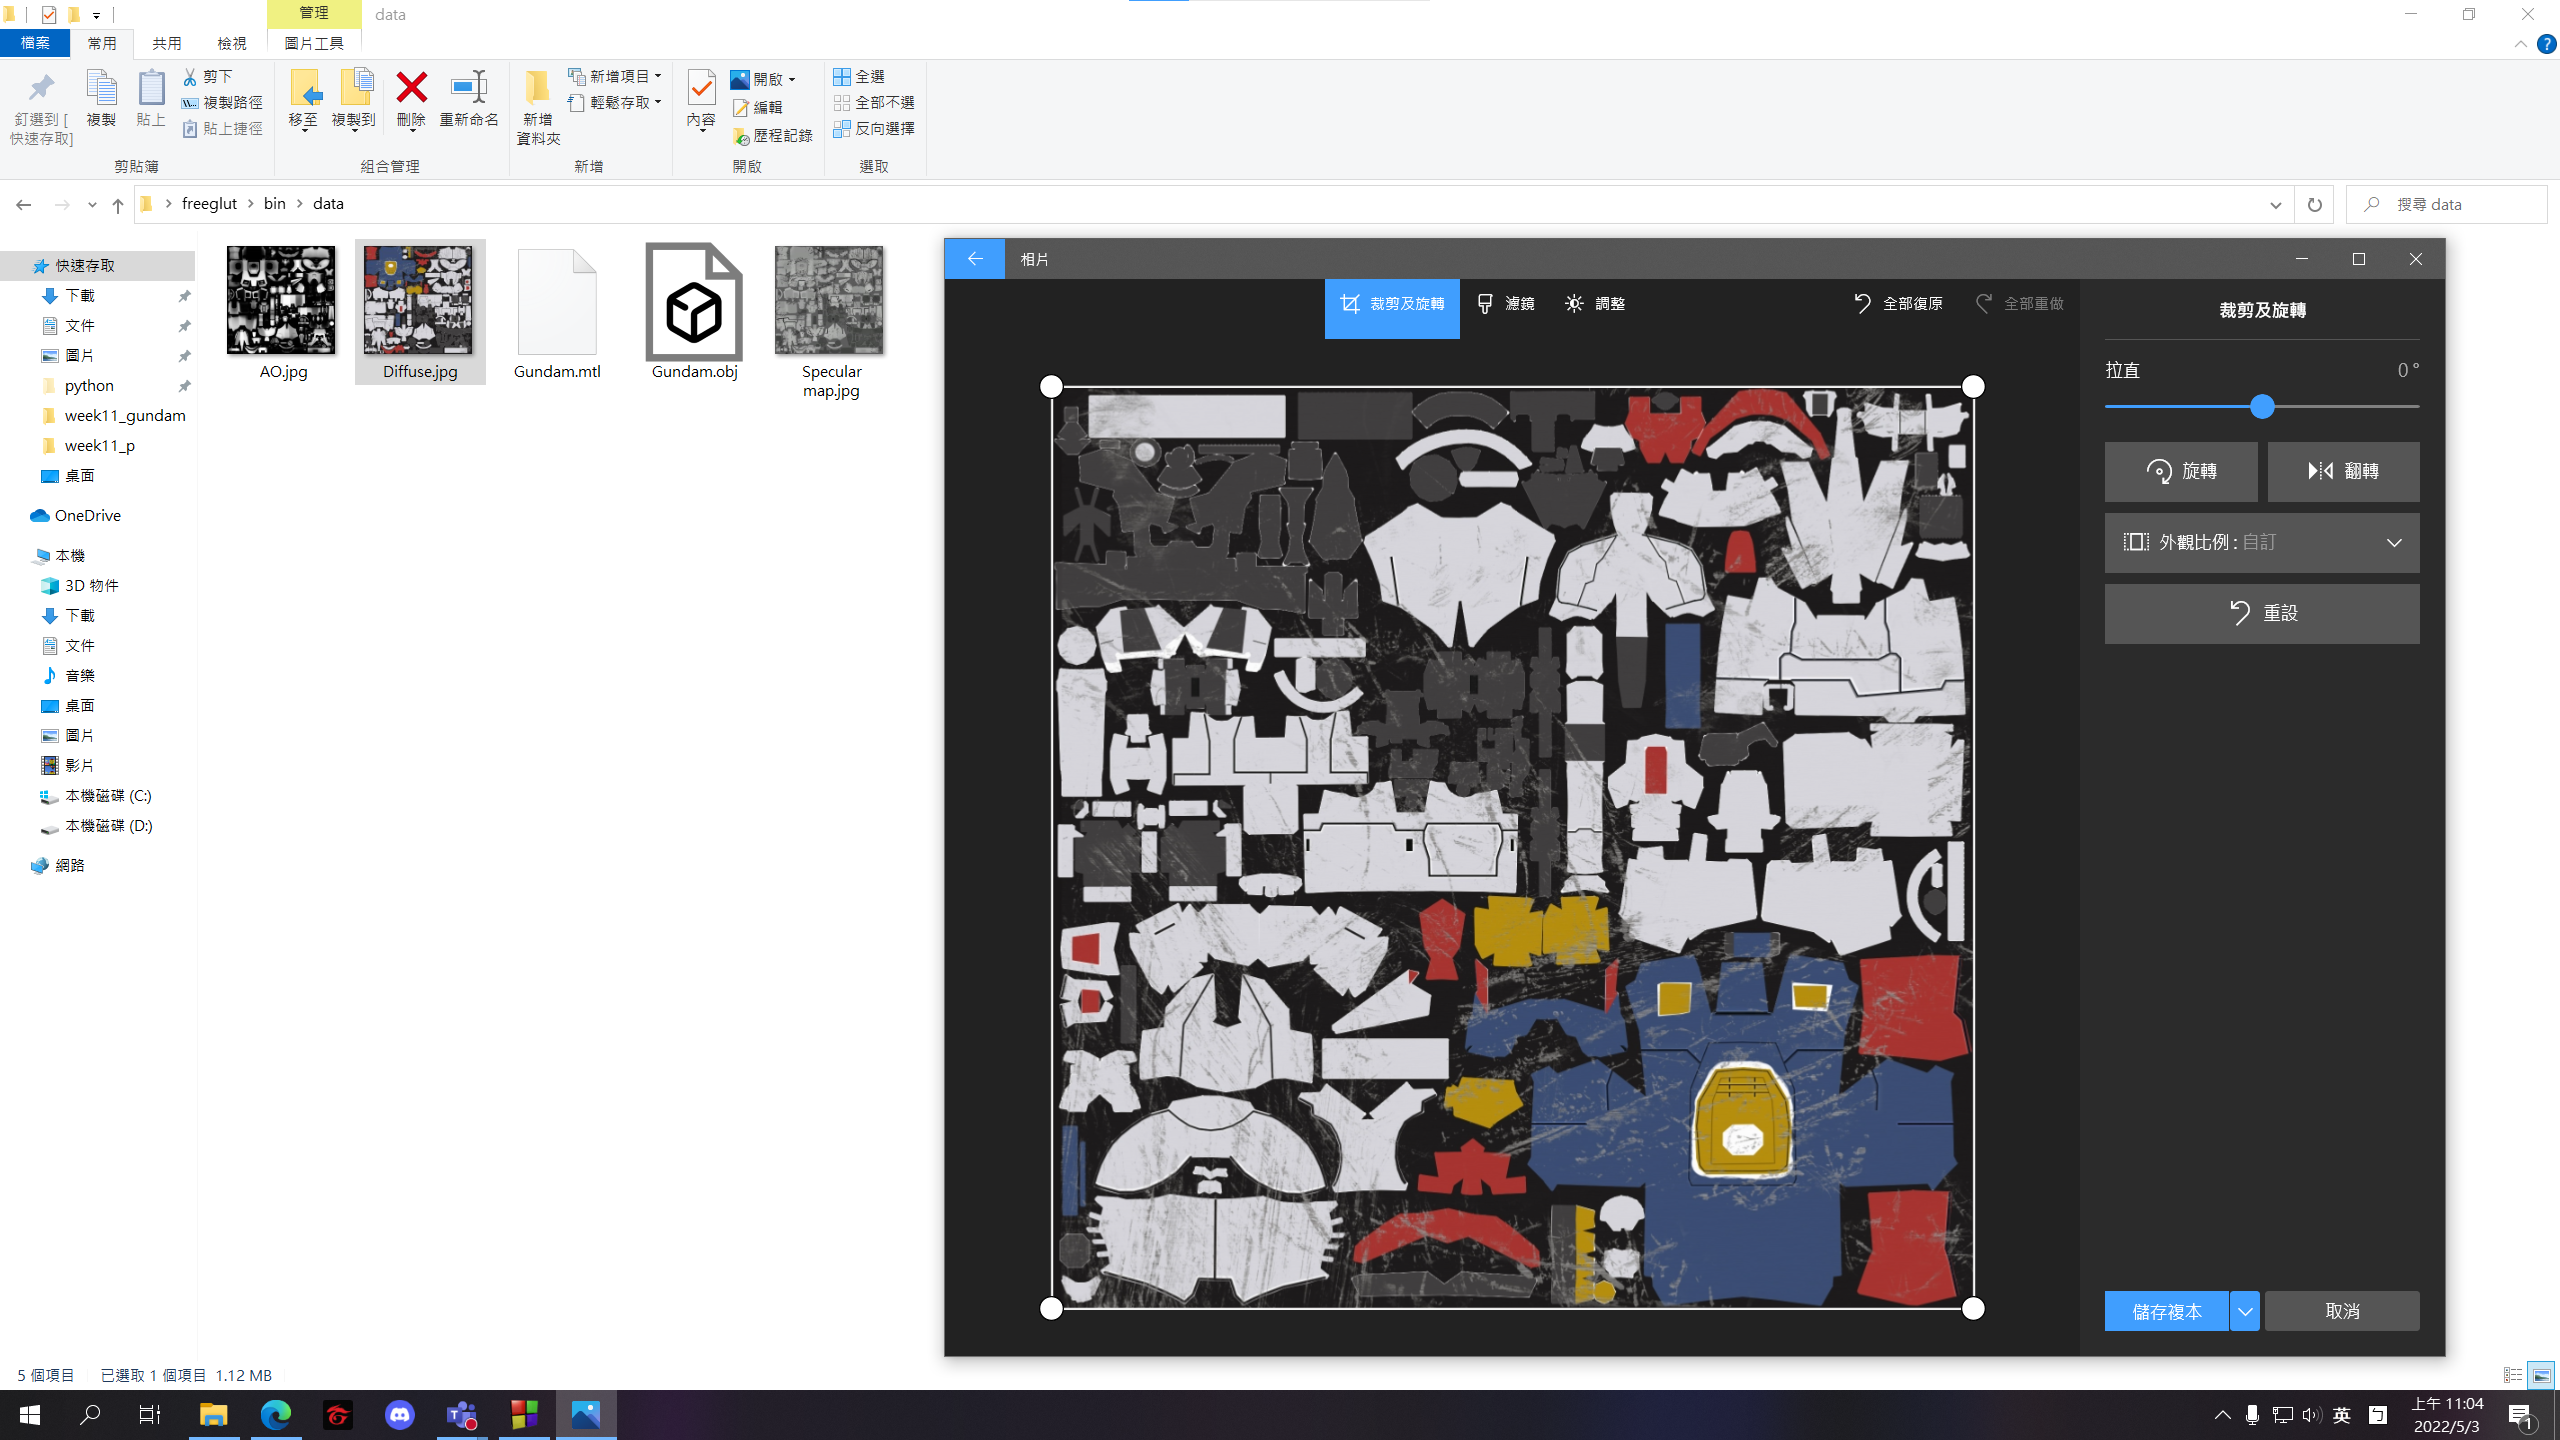 管理
data
檔案
常用
共用
檢視
圖片工具
釘選到 [
快速存取]
複製
貼上
剪下
複製路徑
貼上捷徑
剪貼簿
移至
複製到
刪除
重新命名
組合管理
新增
資料夾
新增項目
輕鬆存取
新增
內容
開啟
編輯
歷程記錄
開啟
全選
全部不選
反向選擇
選取
freeglut
bin
data
搜尋 data
快速存取
下載
文件
圖片
python
week11_gundam
week11_p
桌面
OneDrive
本機
3D 物件
下載
文件
音樂
桌面
圖片
影片
本機磁碟 (C:)
本機磁碟 (D:)
網路
AO.jpg
Diffuse.jpg
Gundam.mtl
Gundam.obj
Specular
map.jpg
相片
裁剪及旋轉
濾鏡
調整
全部復原
全部重做
裁剪及旋轉
拉直
0 °
旋轉
翻轉
外觀比例 : 自訂
重設
儲存複本
取消
5 個項目
已選取 1 個項目 1.12 MB
英
ㄅ
上午 11:04
2022/5/3
1